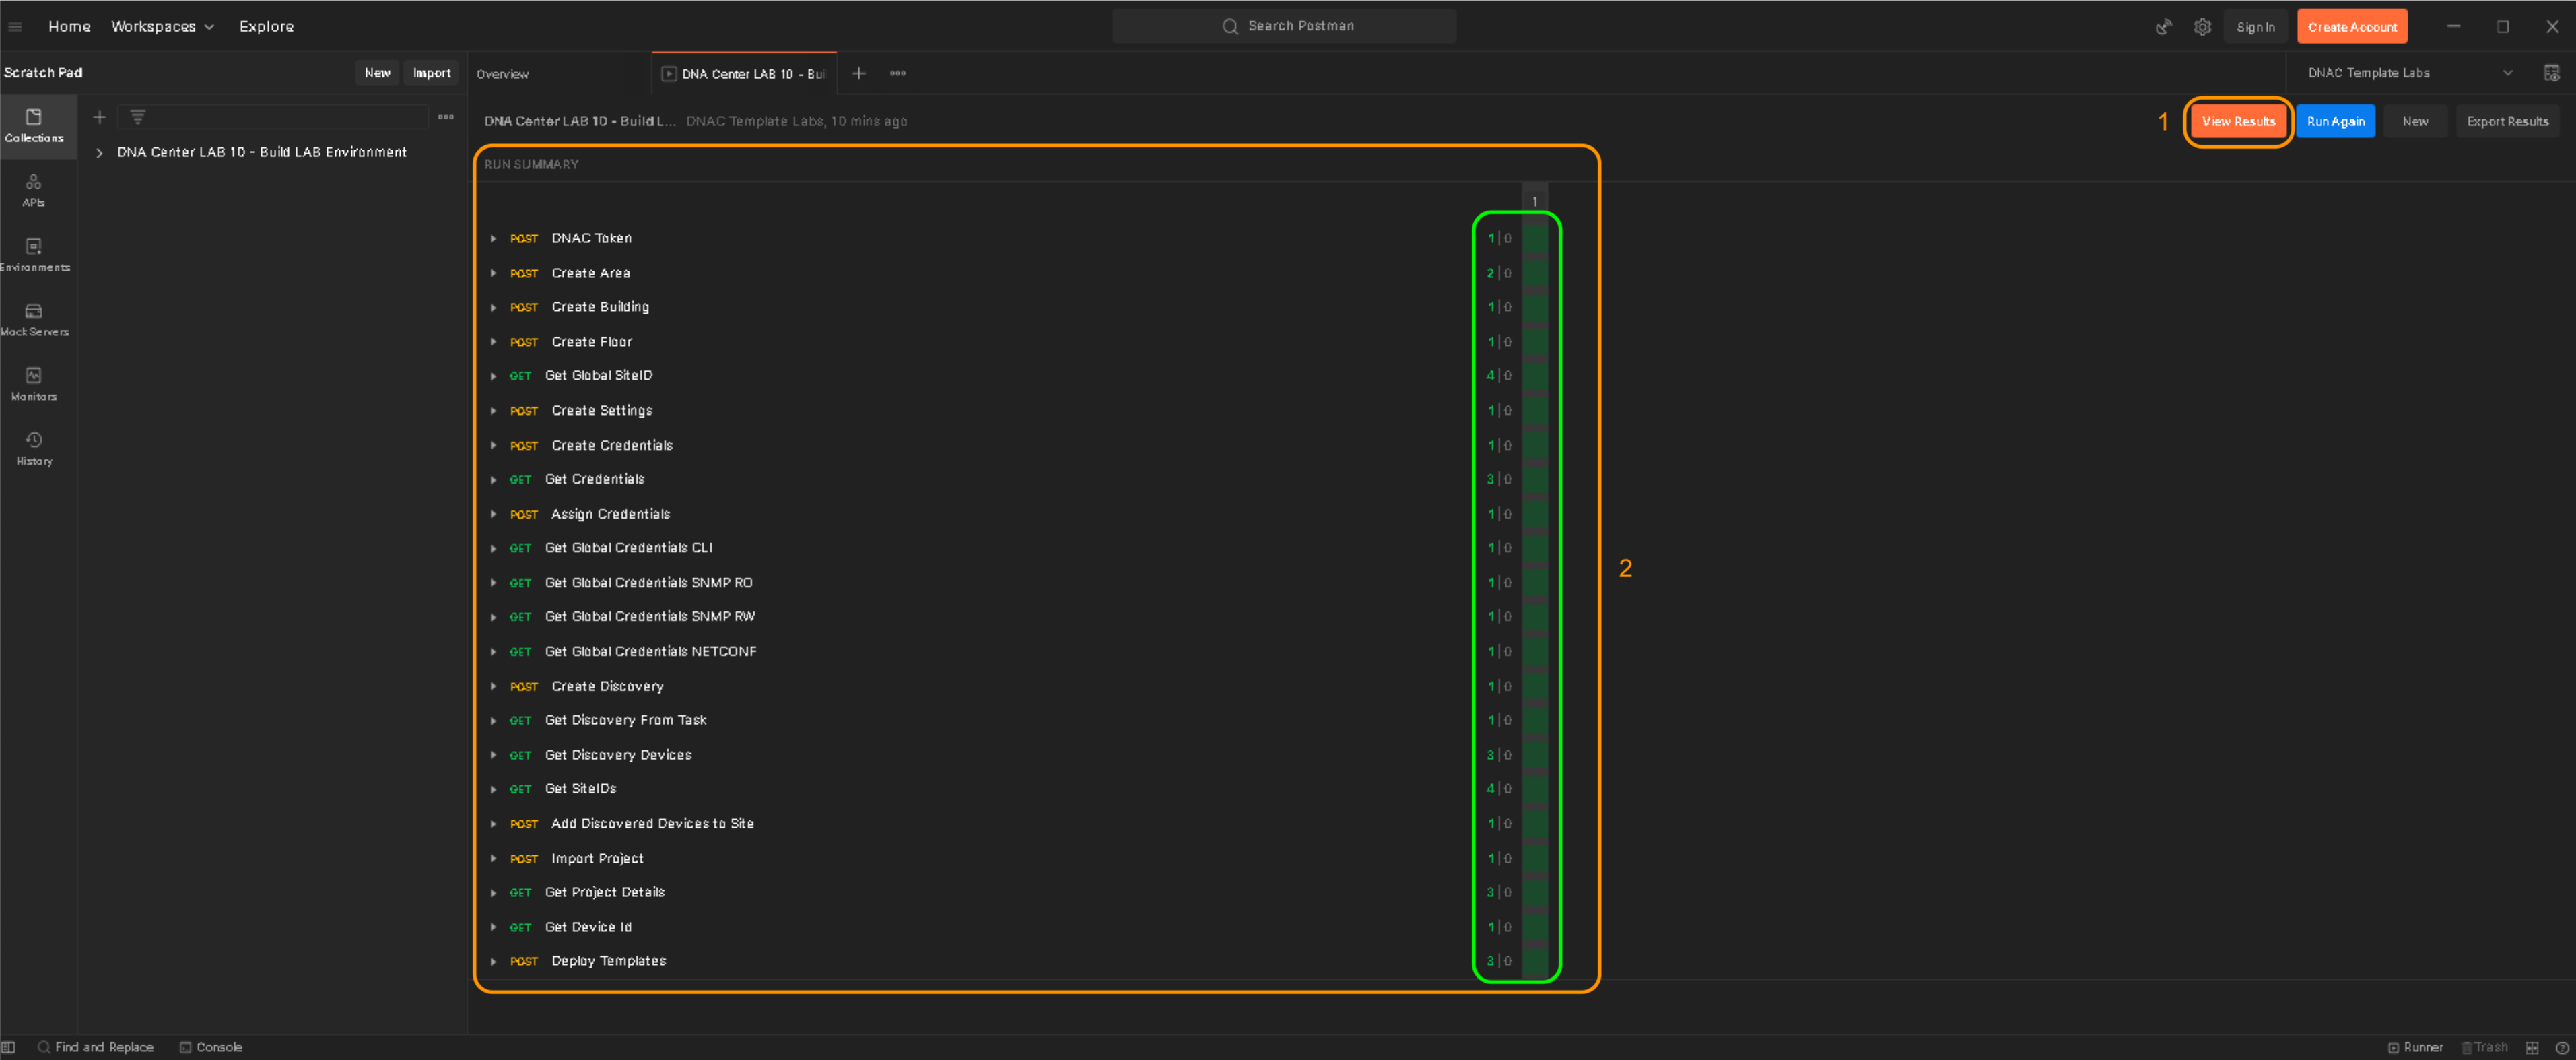 Home Workspaces Explore Search Postman Sign In Create Account
Scratch Pad New Import Overview DNA Center LAB 10 - Bui DNAC Template Labs
DNA Center LAB 10 - Build L... DNAC Template Labs, 10 mins ago 1 View Results Run Again New Export Results
Collections
DNA Center LAB 10 - Build LAB Environment
APIs
Environments
Mock Servers
Monitors
History
RUN SUMMARY
1
POST DNAC Token 1 | 0
POST Create Area 2 | 0
POST Create Building 1 | 0
POST Create Floor 1 | 0
GET Get Global SiteID 4 | 0
POST Create Settings 1 | 0
POST Create Credentials 1 | 0
GET Get Credentials 3 | 0
POST Assign Credentials 1 | 0
GET Get Global Credentials CLI 1 | 0
2
GET Get Global Credentials SNMP RO 1 | 0
GET Get Global Credentials SNMP RW 1 | 0
GET Get Global Credentials NETCONF 1 | 0
POST Create Discovery 1 | 0
GET Get Discovery From Task 1 | 0
GET Get Discovery Devices 3 | 0
GET Get SiteIDs 4 | 0
POST Add Discovered Devices to Site 1 | 0
POST Import Project 1 | 0
GET Get Project Details 3 | 0
GET Get Device Id 1 | 0
POST Deploy Templates 3 | 0
Find and Replace Console Runner Trash